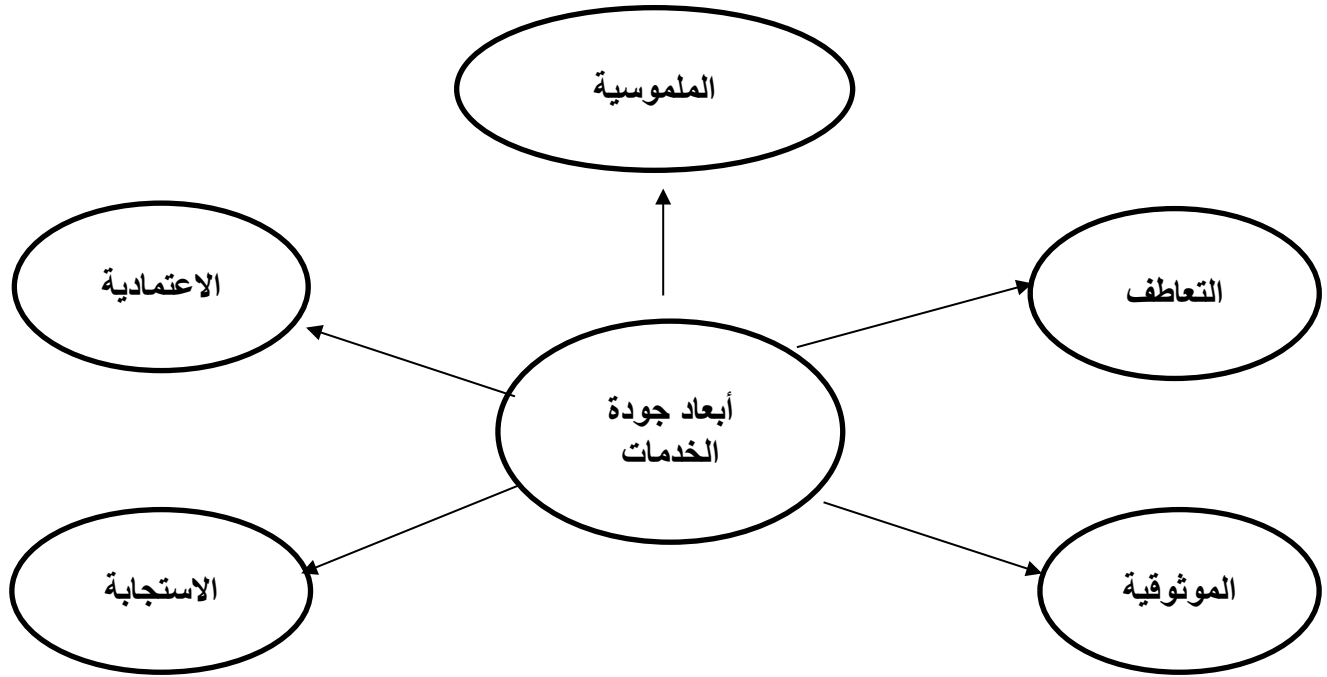 الملموسية
التعاطف
الاعتمادية
أبعاد جودة
الخدمات
الموثوقية
الاستجابة